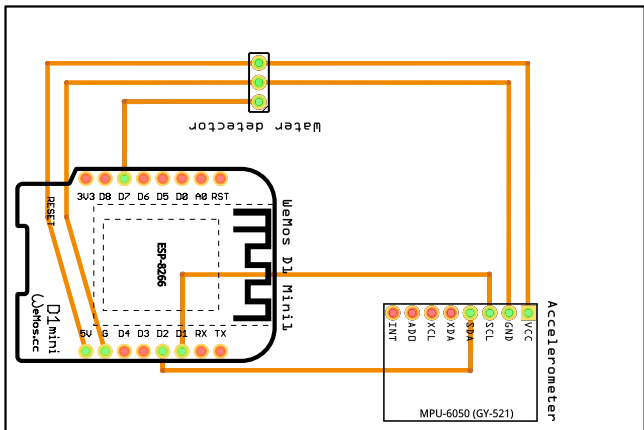 Water detector
3V3 D8 D7 D6 D5 D0 A0 RST
RESET
WeMos D1 Mini1
ESP-8266
D1 mini
WeMos.cc
5V G D4 D3 D2 D1 RX TX
Accelerometer
INT
ADO
XCL
XDA
SDA
SCL
GND
VCC
MPU-6050 (GY-521)